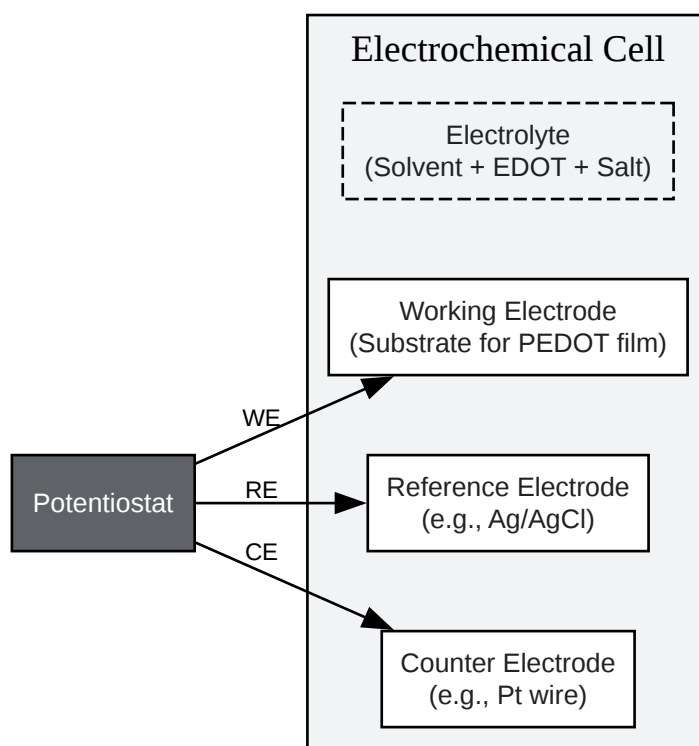 Electrochemical Cell
Electrolyte
(Solvent + EDOT + Salt)
Working Electrode
(Substrate for PEDOT film)
WE
Potentiostat
RE
Reference Electrode
(e.g., Ag/AgCl)
CE
Counter Electrode
(e.g., Pt wire)